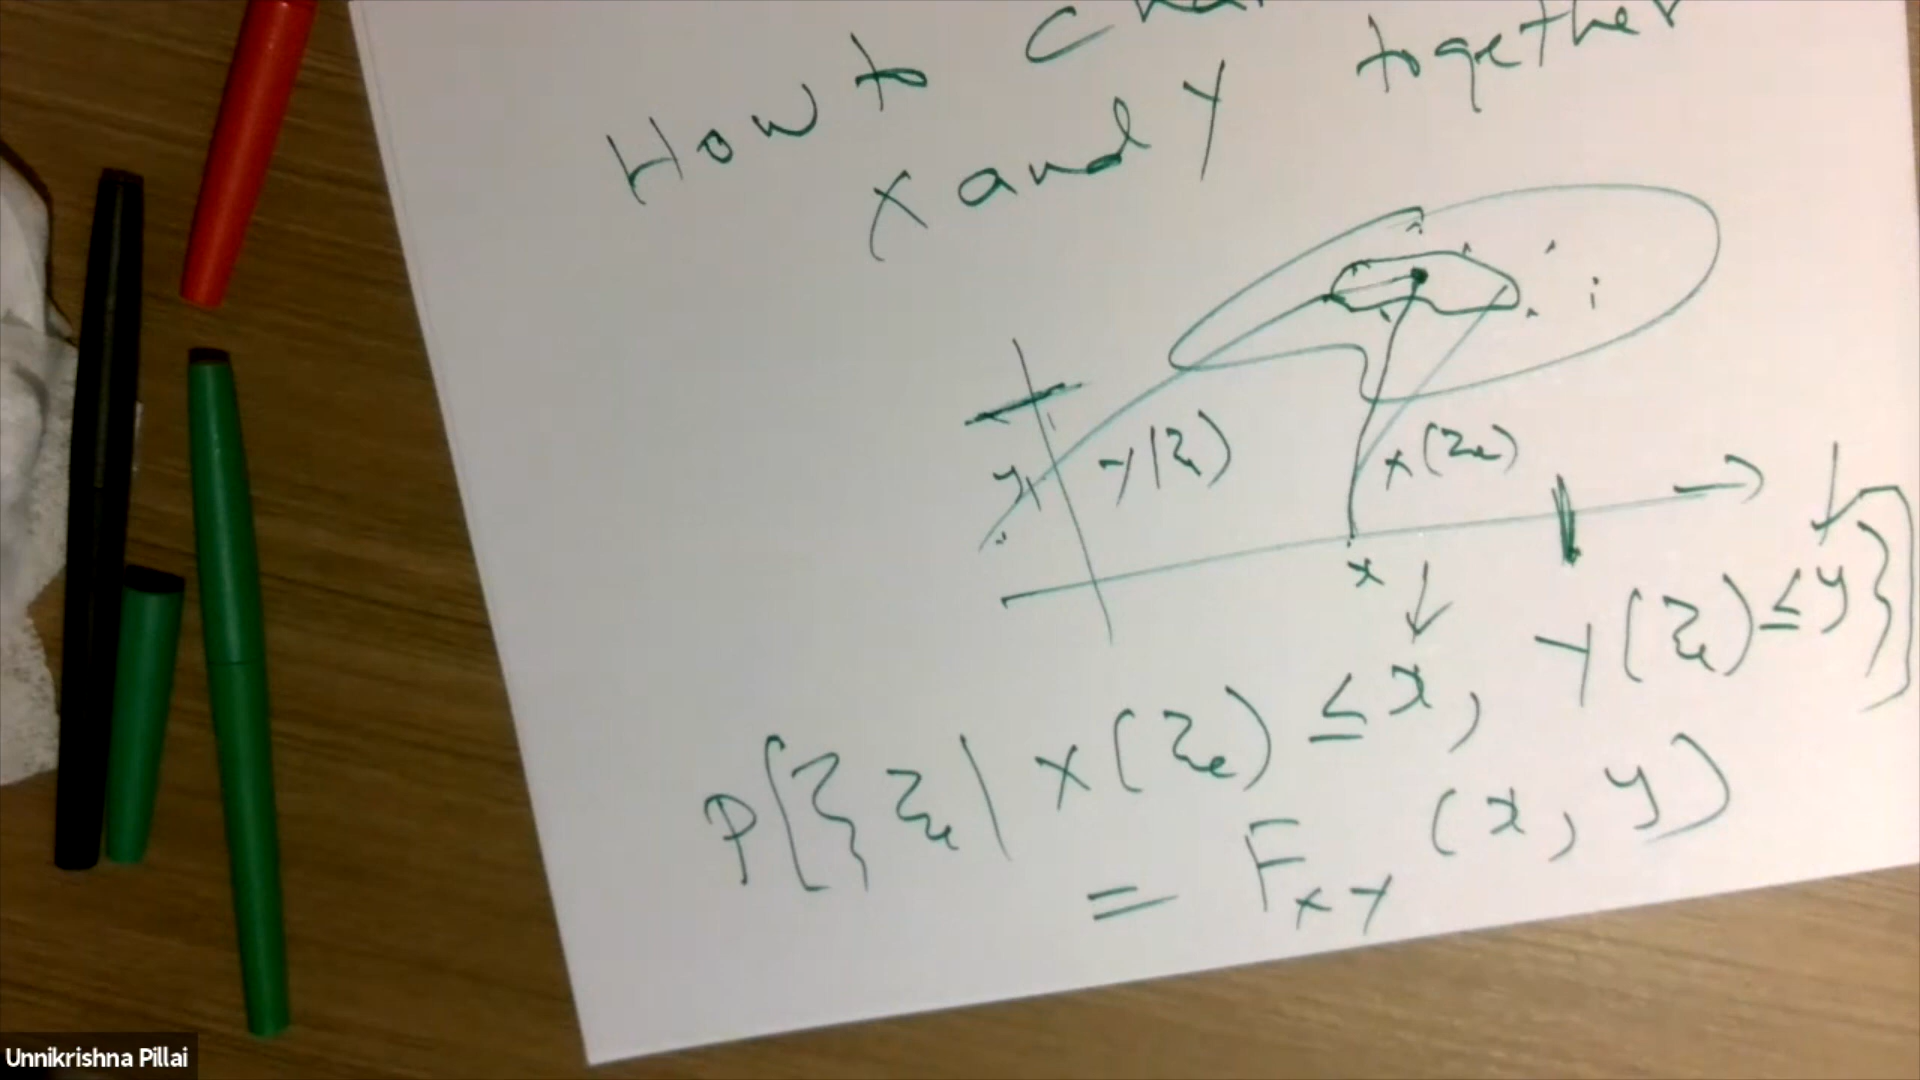 How to
X and Y together
y Y(ξ) X(ξ)
x
P[{ξ | X(ξ) ≤ x, Y(ξ) ≤ y}]
= F_XY (x, y)
Unnikrishna Pillai